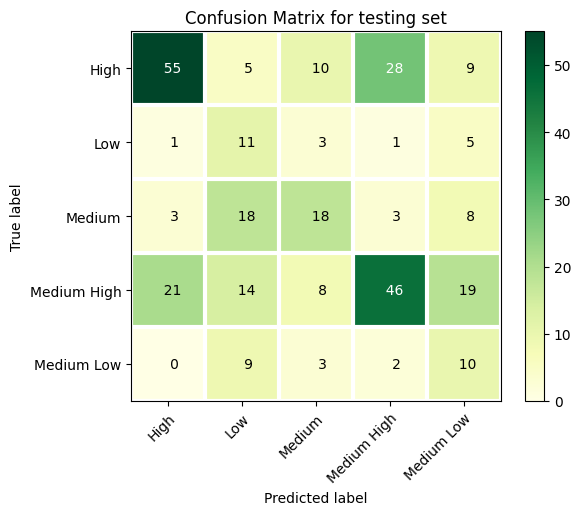 Confusion Matrix for testing set
High 55 5 10 28 9
Low 1 11 3 1 5
Medium 3 18 18 3 8
Medium High 21 14 8 46 19
Medium Low 0 9 3 2 10
High Low Medium Medium High Medium Low
Predicted label
True label
50
40
30
20
10
0